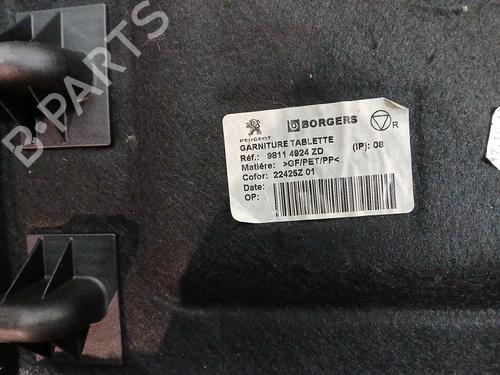 B-PARTS
PEUGEOT
BORGERS
R
GARNITURE TABLETTE
Réf.: 9811 4924 ZD (IP): 08
Matiére: >GF/PET/PP<
Cofor: 22425Z 01
Date:
OP: